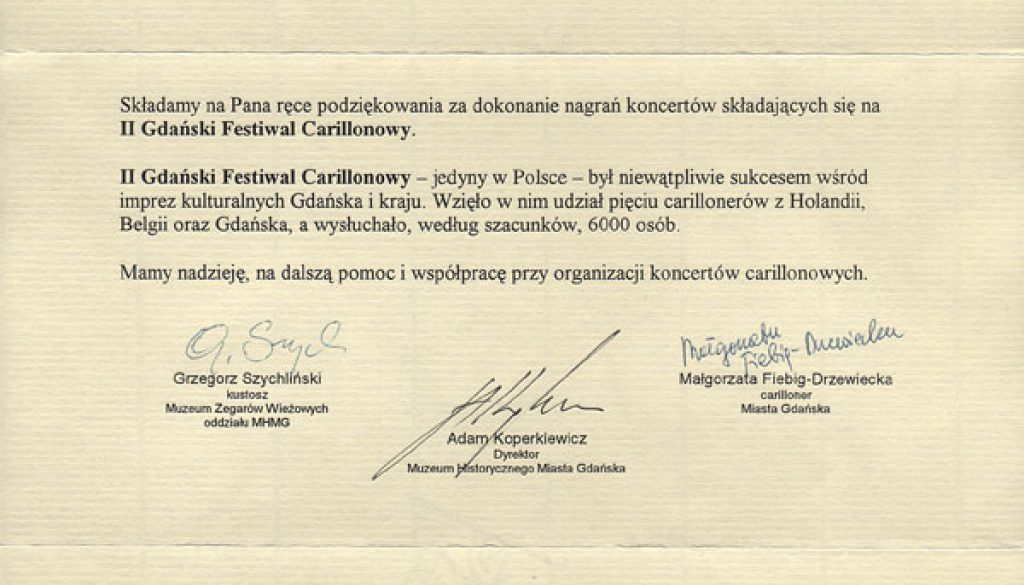 Składamy na Pana ręce podziękowania za dokonanie nagrań koncertów składających się na
II Gdański Festiwal Carillonowy.
II Gdański Festiwal Carillonowy – jedyny w Polsce – był niewątpliwie sukcesem wśród
imprez kulturalnych Gdańska i kraju. Wzięło w nim udział pięciu carillonerów z Holandii,
Belgii oraz Gdańska, a wysłuchało, według szacunków, 6000 osób.
Mamy nadzieję, na dalszą pomoc i współpracę przy organizacji koncertów carillonowych.
G. Szych
Grzegorz Szychliński
kustosz
Muzeum Zegarów Wieżowych
oddziału MHMG
Adam Koperkiewicz
Dyrektor
Muzeum Historycznego Miasta Gdańska
Małgorzata
Fiebig-Drzewiecka
Małgorzata Fiebig-Drzewiecka
carilloner
Miasta Gdańska